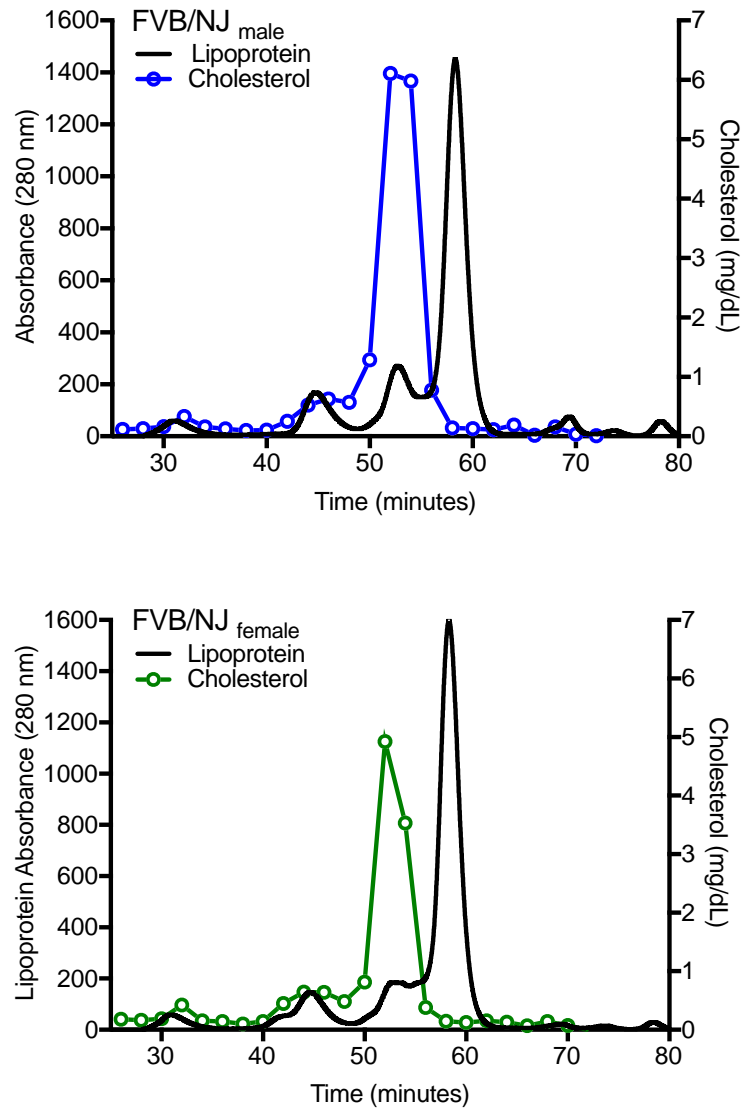 FVB/NJ male
Lipoprotein
Cholesterol
Absorbance (280 nm)
1600
1400
1200
1000
800
600
400
200
0
7
6
5
4
3
2
1
0
Cholesterol (mg/dL)
30 40 50 60 70 80
Time (minutes)
FVB/NJ female
Lipoprotein
Cholesterol
Lipoprotein Absorbance (280 nm)
1600
1400
1200
1000
800
600
400
200
0
7
6
5
4
3
2
1
0
Cholesterol (mg/dL)
30 40 50 60 70 80
Time (minutes)